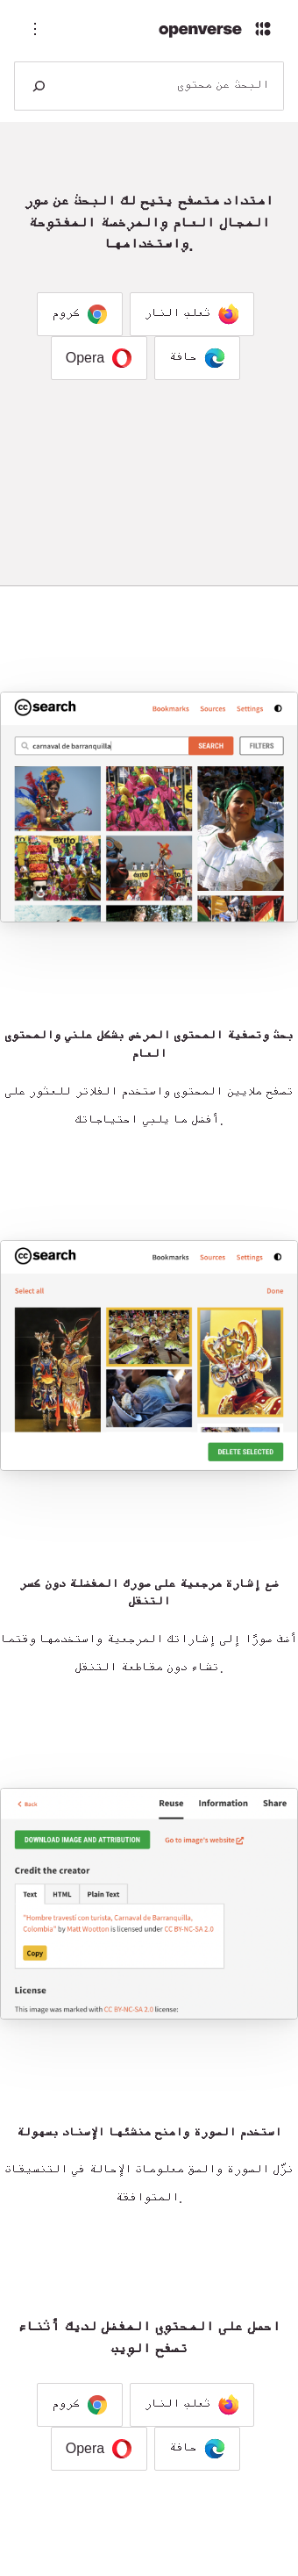 openverse
البحث عن محتوى
امتداد متصفح يتيح لك البحث عن صور
المجال العام والمرخصة المفتوحة
واستخدامها.
ثعلب النار
كروم
حافة
Opera
cc search
Bookmarks Sources Settings
carnaval de barranquilla SEARCH FILTERS
éxito éxito
éxito
بحث وتصفية المحتوى المرخص بشكل علني والمحتوى
العام
تصفح ملايين المحتوى واستخدم الفلاتر للعثور على
أفضل ما يلبي احتياجاتك.
cc search
Bookmarks Sources Settings
Select all Done
DELETE SELECTED
ضع إشارة مرجعية على صورك المفضلة دون كسر
التنقل
أضف صورًا إلى إشاراتك المرجعية واستخدمها وقتما
تشاء دون مقاطعة التنقل.
Back Reuse Information Share
DOWNLOAD IMAGE AND ATTRIBUTION Go to image's website
Credit the creator
Text HTML Plain Text
"Hombre travesti con turista, Carnaval de Barranquilla,
Colombia" by Matt Wootton is licensed under CC BY-NC-SA 2.0
Copy
License
This image was marked with CC BY-NC-SA 2.0 license:
استخدم الصورة وامنح منشئها الإسناد بسهولة
نزّل الصورة والصق معلومات الإحالة في التنسيقات
المتوافقة.
احصل على المحتوى المفضل لديك أثناء
تصفح الويب
ثعلب النار
كروم
حافة
Opera